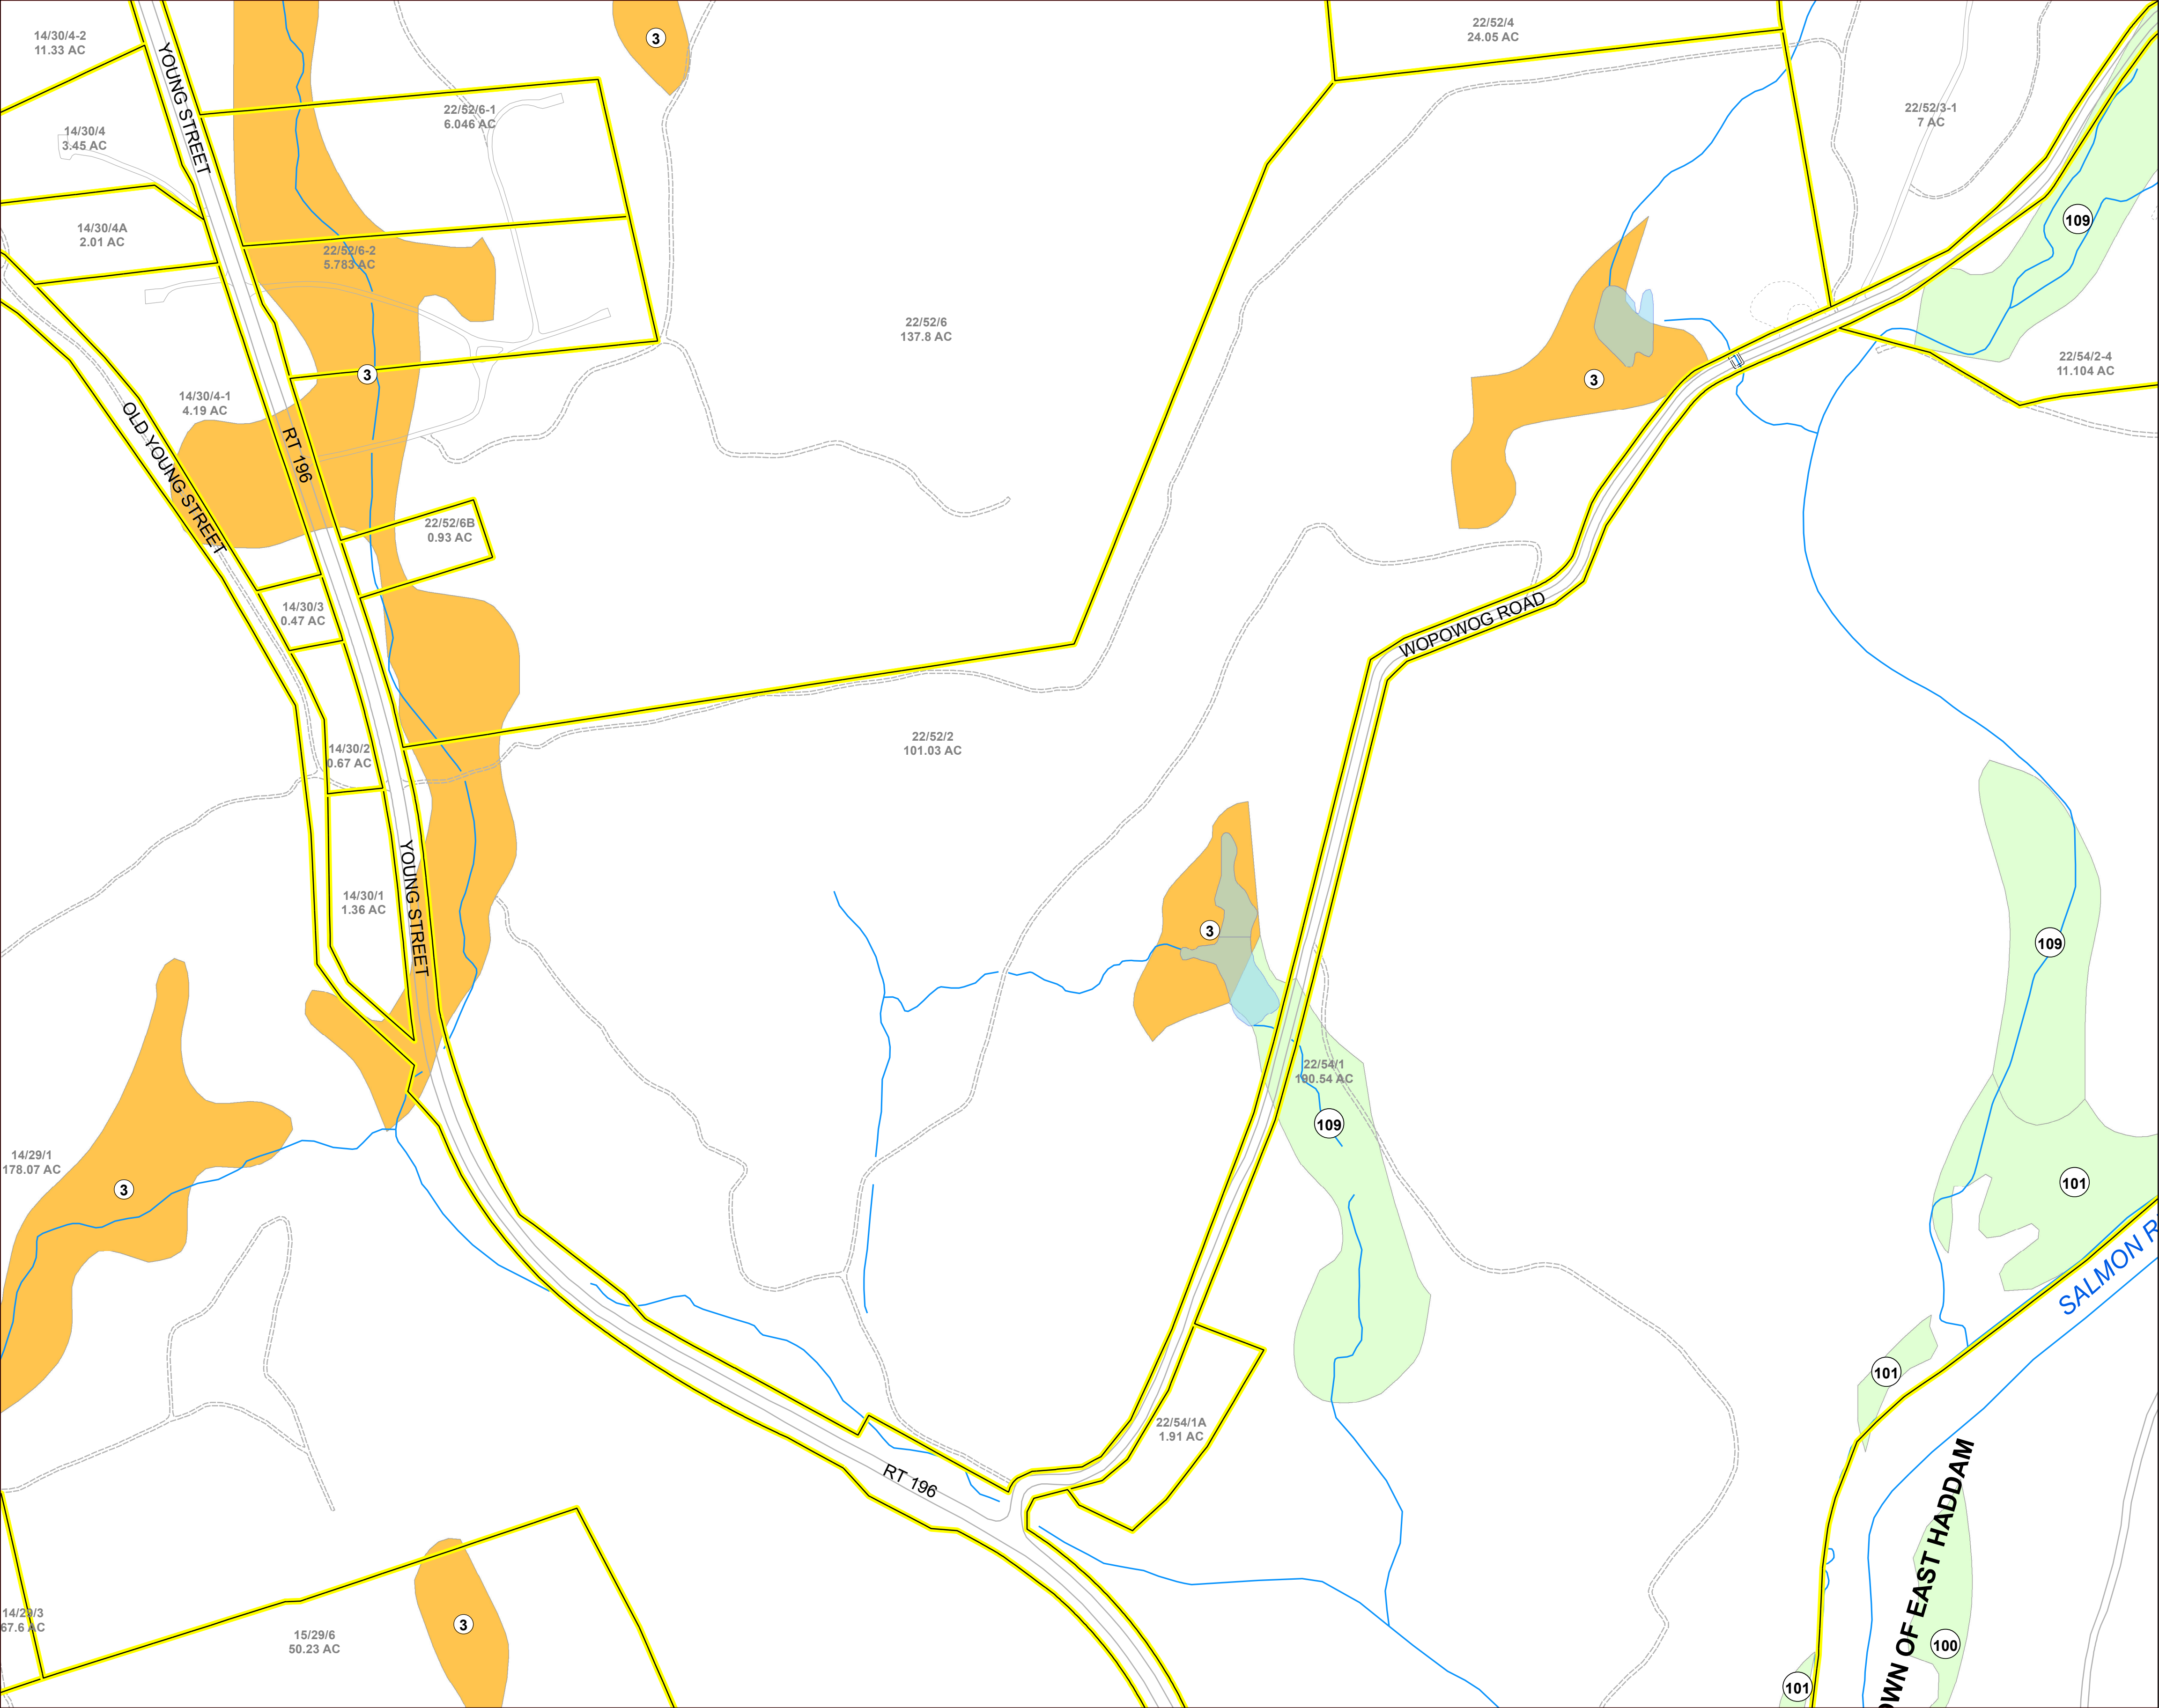 14/30/4-2
11.33 AC
YOUNG STREET
3
22/52/4
24.05 AC
22/52/6-1
6.046 AC
22/52/3-1
7 AC
14/30/4
3.45 AC
109
14/30/4A
2.01 AC
22/52/6-2
5.783 AC
22/52/6
137.8 AC
3
3
22/54/2-4
11.104 AC
14/30/4-1
4.19 AC
OLD YOUNG STREET
RT 196
22/52/6B
0.93 AC
14/30/3
0.47 AC
WOPOWOG ROAD
14/30/2
0.67 AC
22/52/2
101.03 AC
14/30/1
1.36 AC
YOUNG STREET
3
109
22/54/1
190.54 AC
109
14/29/1
178.07 AC
3
101
SALMON R
101
22/54/1A
1.91 AC
RT 196
OWN OF EAST HADDAM
14/29/3
67.6 AC
15/29/6
50.23 AC
3
100
101